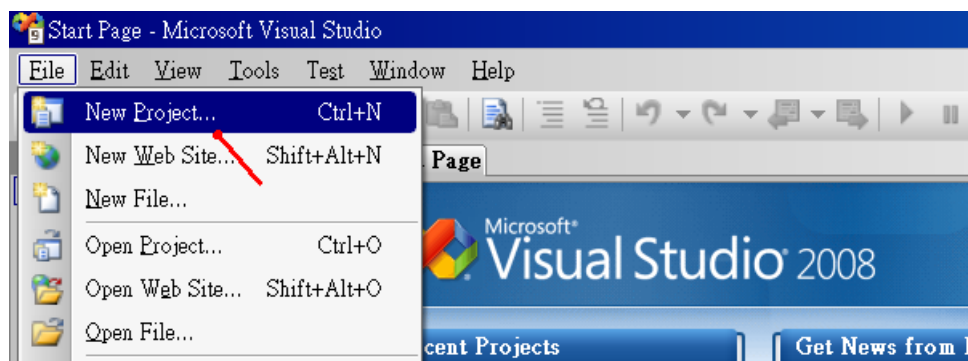 Start Page - Microsoft Visual Studio
File Edit View Tools Test Window Help
New Project... Ctrl+N
New Web Site... Shift+Alt+N
Page
New File...
Open Project... Ctrl+O
Microsoft®
Visual Studio® 2008
Open Web Site... Shift+Alt+O
Open File...
cent Projects
Get News from